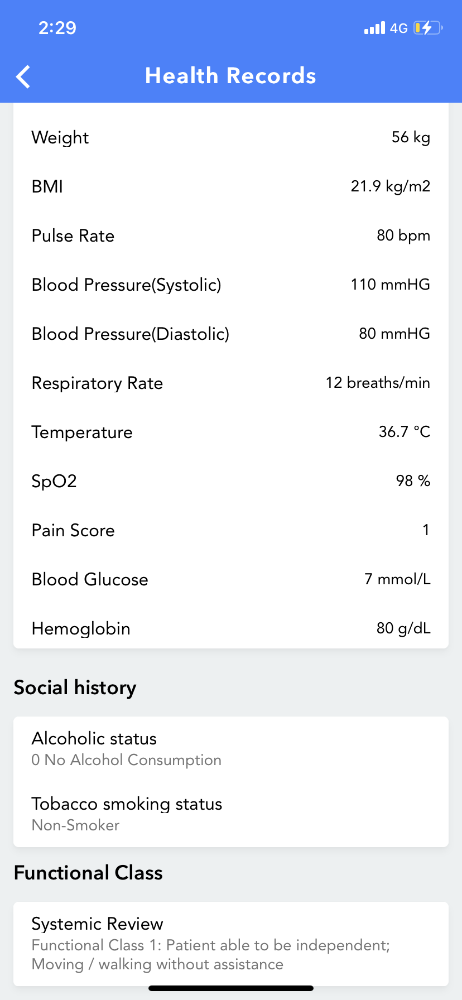 2:29
4G
Health Records
Weight 56 kg
BMI 21.9 kg/m2
Pulse Rate 80 bpm
Blood Pressure(Systolic) 110 mmHG
Blood Pressure(Diastolic) 80 mmHG
Respiratory Rate 12 breaths/min
Temperature 36.7 °C
SpO2 98 %
Pain Score 1
Blood Glucose 7 mmol/L
Hemoglobin 80 g/dL
Social history
Alcoholic status
0 No Alcohol Consumption
Tobacco smoking status
Non-Smoker
Functional Class
Systemic Review
Functional Class 1: Patient able to be independent;
Moving / walking without assistance